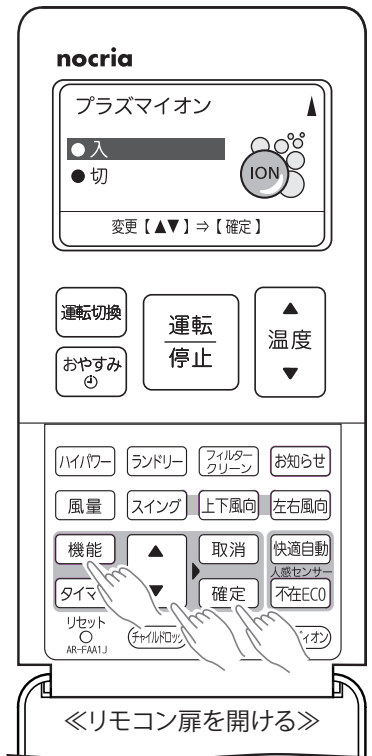 nocria
プラズマイオン
●入
ION
●切
変更【▲▼】⇒【確定】
運転切換
運転
停止
▲
温度
▼
おやすみ
ハイパワー ランドリー フィルター
クリーン お知らせ
風量 スイング 上下風向 左右風向
機能 ▲ 取消 快適自動
人感センサー
▼ 確定 不在ECO
リセット
AR-FAA1J
≪リモコン扉を開ける≫